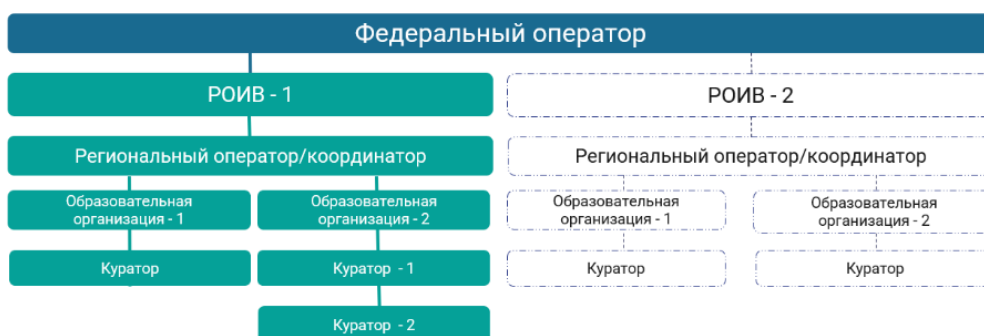 Федеральный оператор
РОИВ - 1
РОИВ - 2
Региональный оператор/координатор
Региональный оператор/координатор
Образовательная
организация - 1
Образовательная
организация - 2
Образовательная
организация - 1
Образовательная
организация - 2
Куратор
Куратор - 1
Куратор
Куратор
Куратор - 2